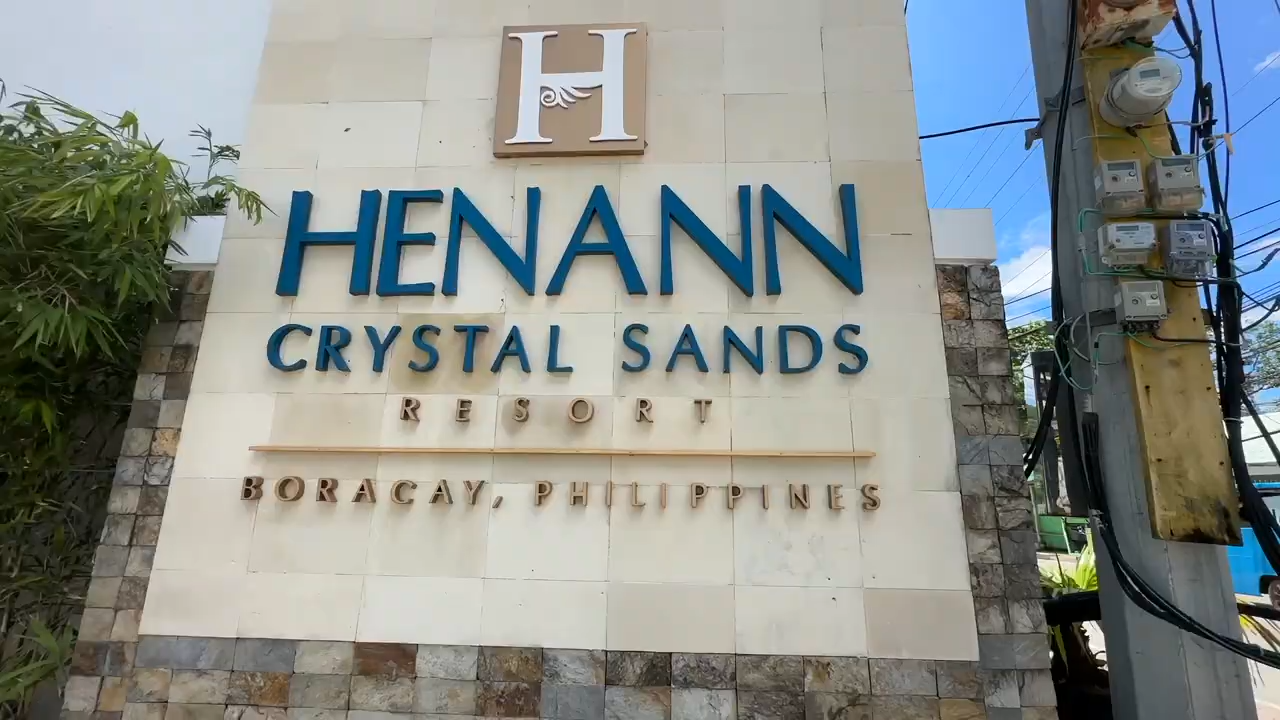 H
HENANN
CRYSTAL SANDS
RESORT
BORACAY, PHILIPPINES